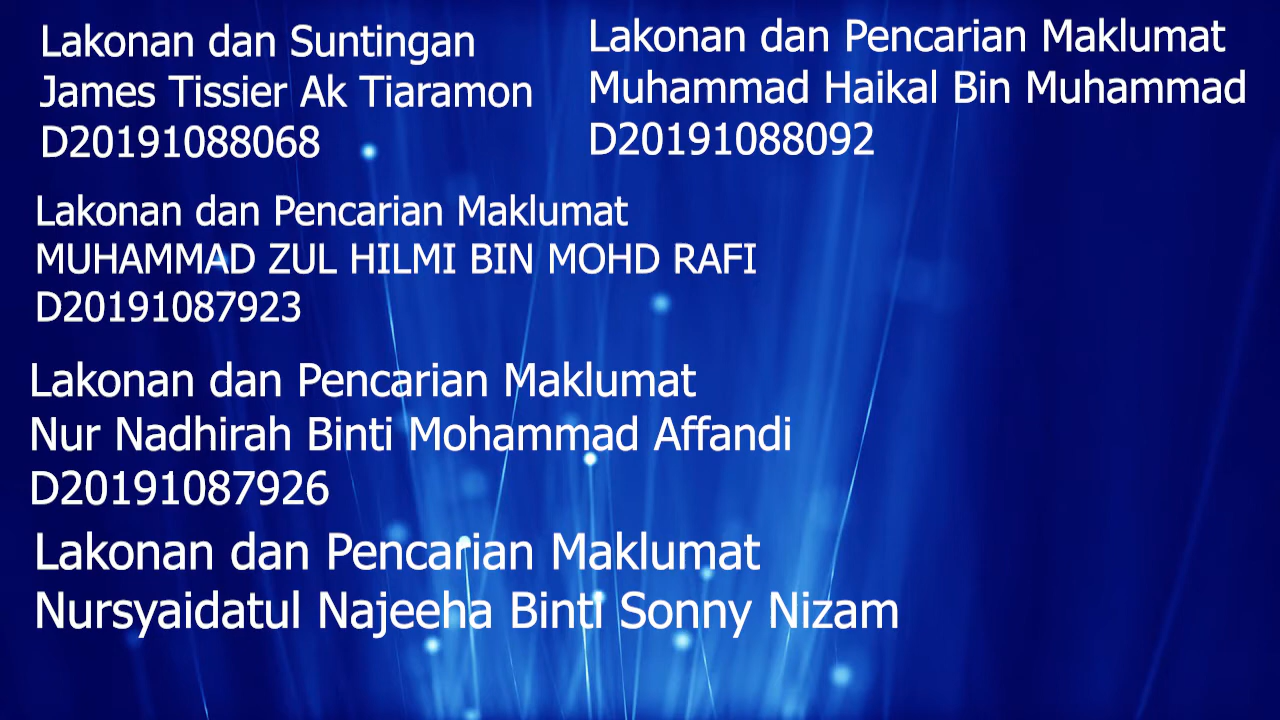 Lakonan dan Suntingan
James Tissier Ak Tiaramon
D20191088068
Lakonan dan Pencarian Maklumat
Muhammad Haikal Bin Muhammad
D20191088092
Lakonan dan Pencarian Maklumat
MUHAMMAD ZUL HILMI BIN MOHD RAFI
D20191087923
Lakonan dan Pencarian Maklumat
Nur Nadhirah Binti Mohammad Affandi
D20191087926
Lakonan dan Pencarian Maklumat
Nursyaidatul Najeeha Binti Sonny Nizam